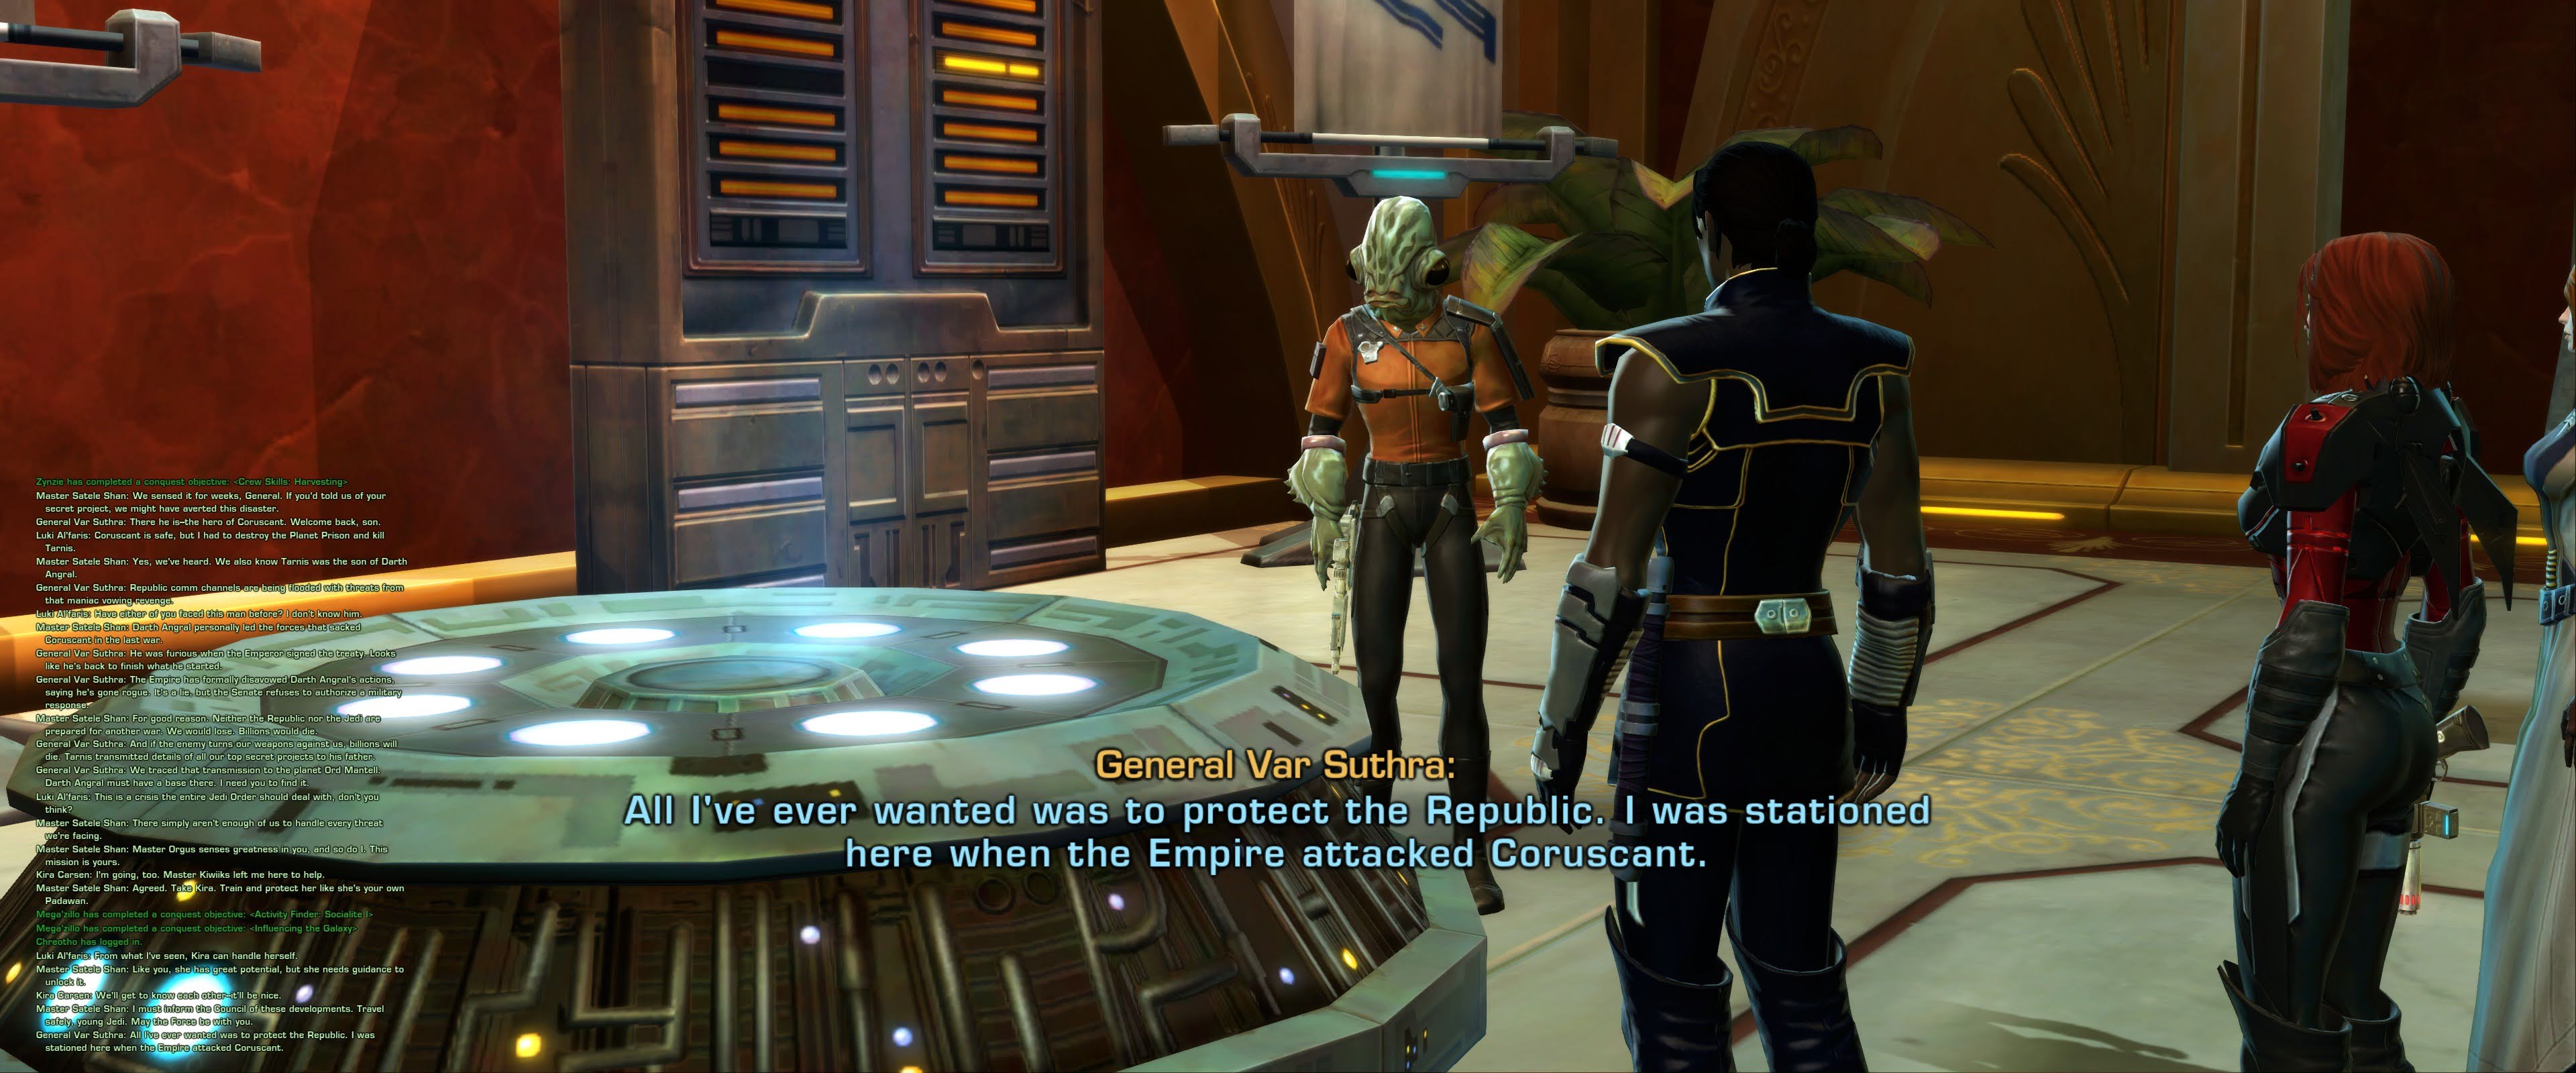 Zynzie has completed a conquest objective: <Crew Skills: Harvesting>
Master Satele Shan: We sensed it for weeks, General. If you'd told us of your
secret project, we might have averted this disaster.
General Var Suthra: There he is--the hero of Coruscant. Welcome back, son.
Luki Al'faris: Coruscant is safe, but I had to destroy the Planet Prison and kill
Tarnis.
Master Satele Shan: Yes, we've heard. We also know Tarnis was the son of Darth
Angral.
General Var Suthra: Republic comm channels are being flooded with threats from
that maniac vowing revenge.
Luki Al'faris: Have either of you faced this man before? I don't know him.
Master Satele Shan: Darth Angral personally led the forces that sacked
Coruscant in the last war.
General Var Suthra: He was furious when the Emperor signed the treaty. Looks
like he's back to finish what he started.
General Var Suthra: The Empire has formally disavowed Darth Angral's actions,
saying he's gone rogue. It's a lie, but the Senate refuses to authorize a military
response.
Master Satele Shan: For good reason. Neither the Republic nor the Jedi are
prepared for another war. We would lose. Billions would die.
General Var Suthra: And if the enemy turns our weapons against us, billions will
die. Tarnis transmitted details of all our top secret projects to his father.
General Var Suthra: We traced that transmission to the planet Ord Mantell.
Darth Angral must have a base there. I need you to find it.
Luki Al'faris: This is a crisis the entire Jedi Order should deal with, don't you
think?
Master Satele Shan: There simply aren't enough of us to handle every threat
we're facing.
Master Satele Shan: Master Orgus senses greatness in you, and so do I. This
mission is yours.
Kira Carsen: I'm going, too. Master Kiwiiks left me here to help.
Master Satele Shan: Agreed. Take Kira. Train and protect her like she's your own
Padawan.
Mega'zillo has completed a conquest objective: <Activity Finder: Socialite I>
Mega'zillo has completed a conquest objective: <Influencing the Galaxy>
Chreotho has logged in.
Luki Al'faris: From what I've seen, Kira can handle herself.
Master Satele Shan: Like you, she has great potential, but she needs guidance to
unlock it.
Kira Carsen: We'll get to know each other--it'll be nice.
Master Satele Shan: I must inform the Council of these developments. Travel
safely, young Jedi. May the Force be with you.
General Var Suthra: All I've ever wanted was to protect the Republic. I was
stationed here when the Empire attacked Coruscant.
General Var Suthra:
All I've ever wanted was to protect the Republic. I was stationed
here when the Empire attacked Coruscant.